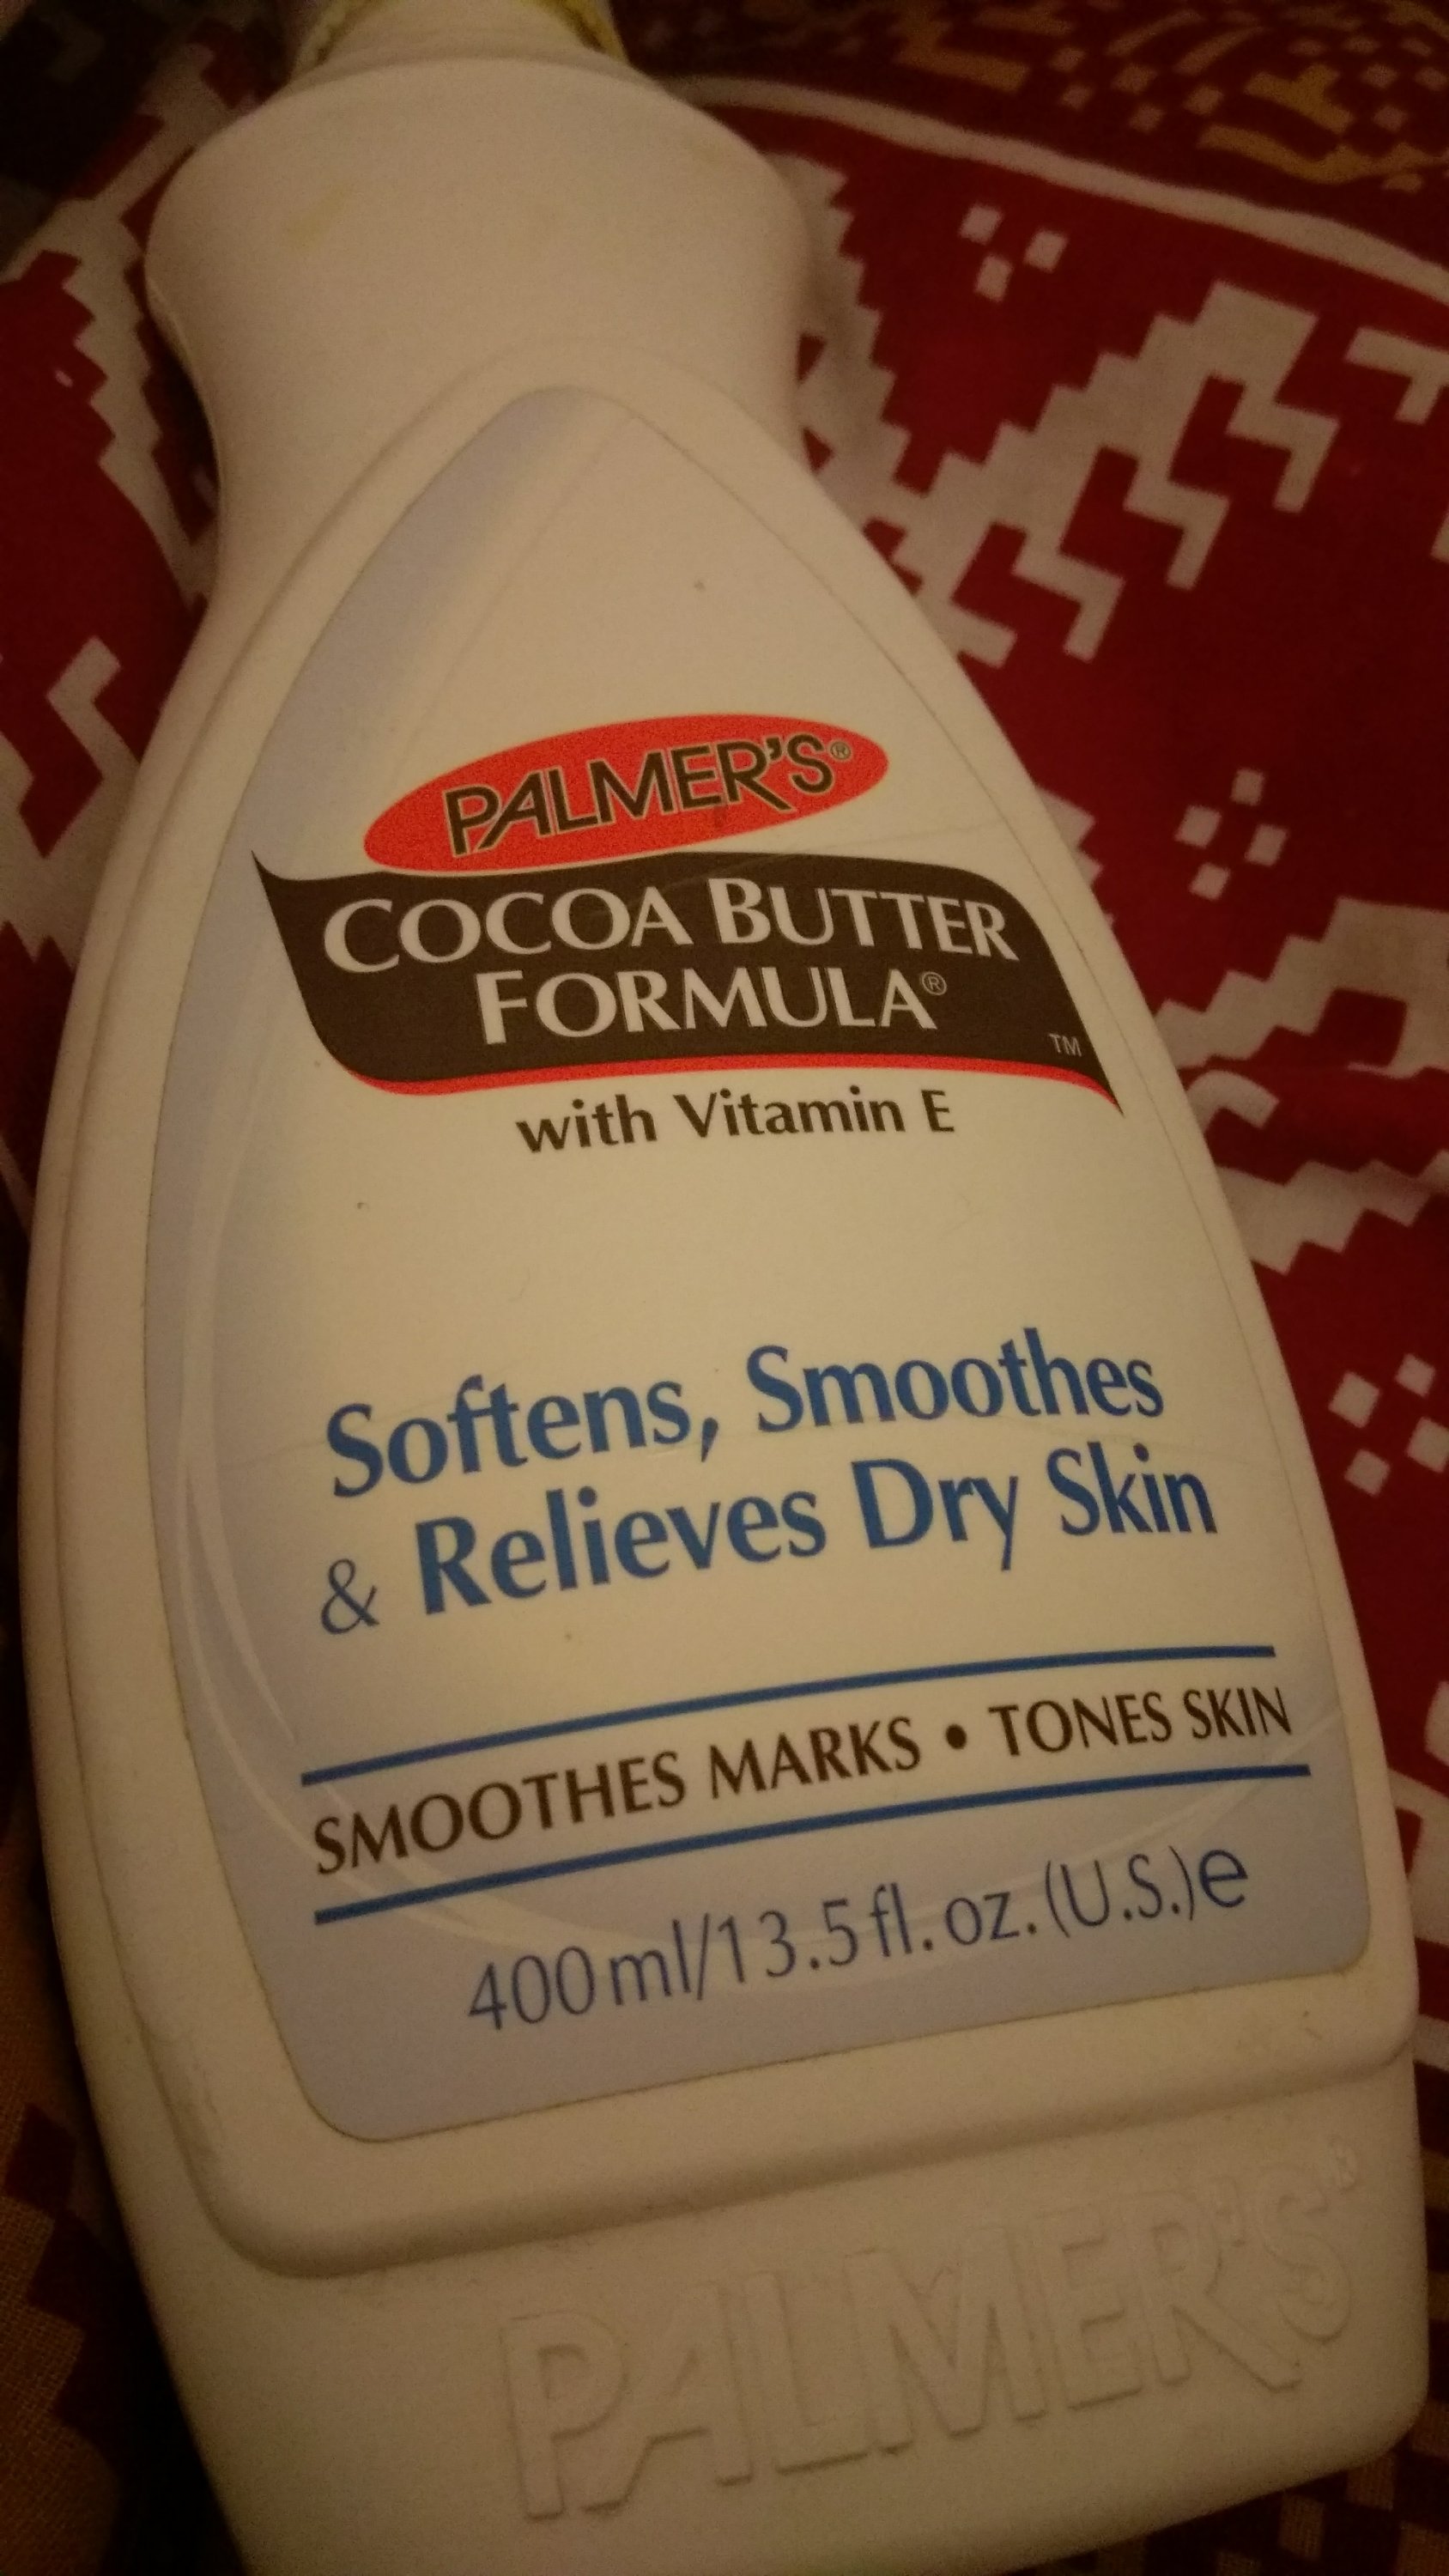 PALMER'S®
COCOA BUTTER
FORMULA®
TM
with Vitamin E
Softens, Smoothes
& Relieves Dry Skin
SMOOTHES MARKS • TONES SKIN
400ml/13.5 fl. oz. (U.S.)e
PALMER'S®